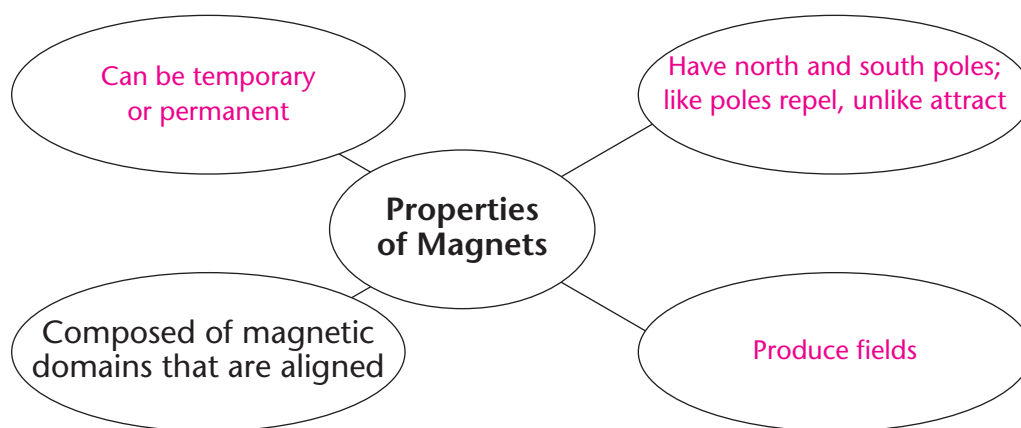 Can be temporary
or permanent
Have north and south poles;
like poles repel, unlike attract
Properties
of Magnets
Composed of magnetic
domains that are aligned
Produce fields